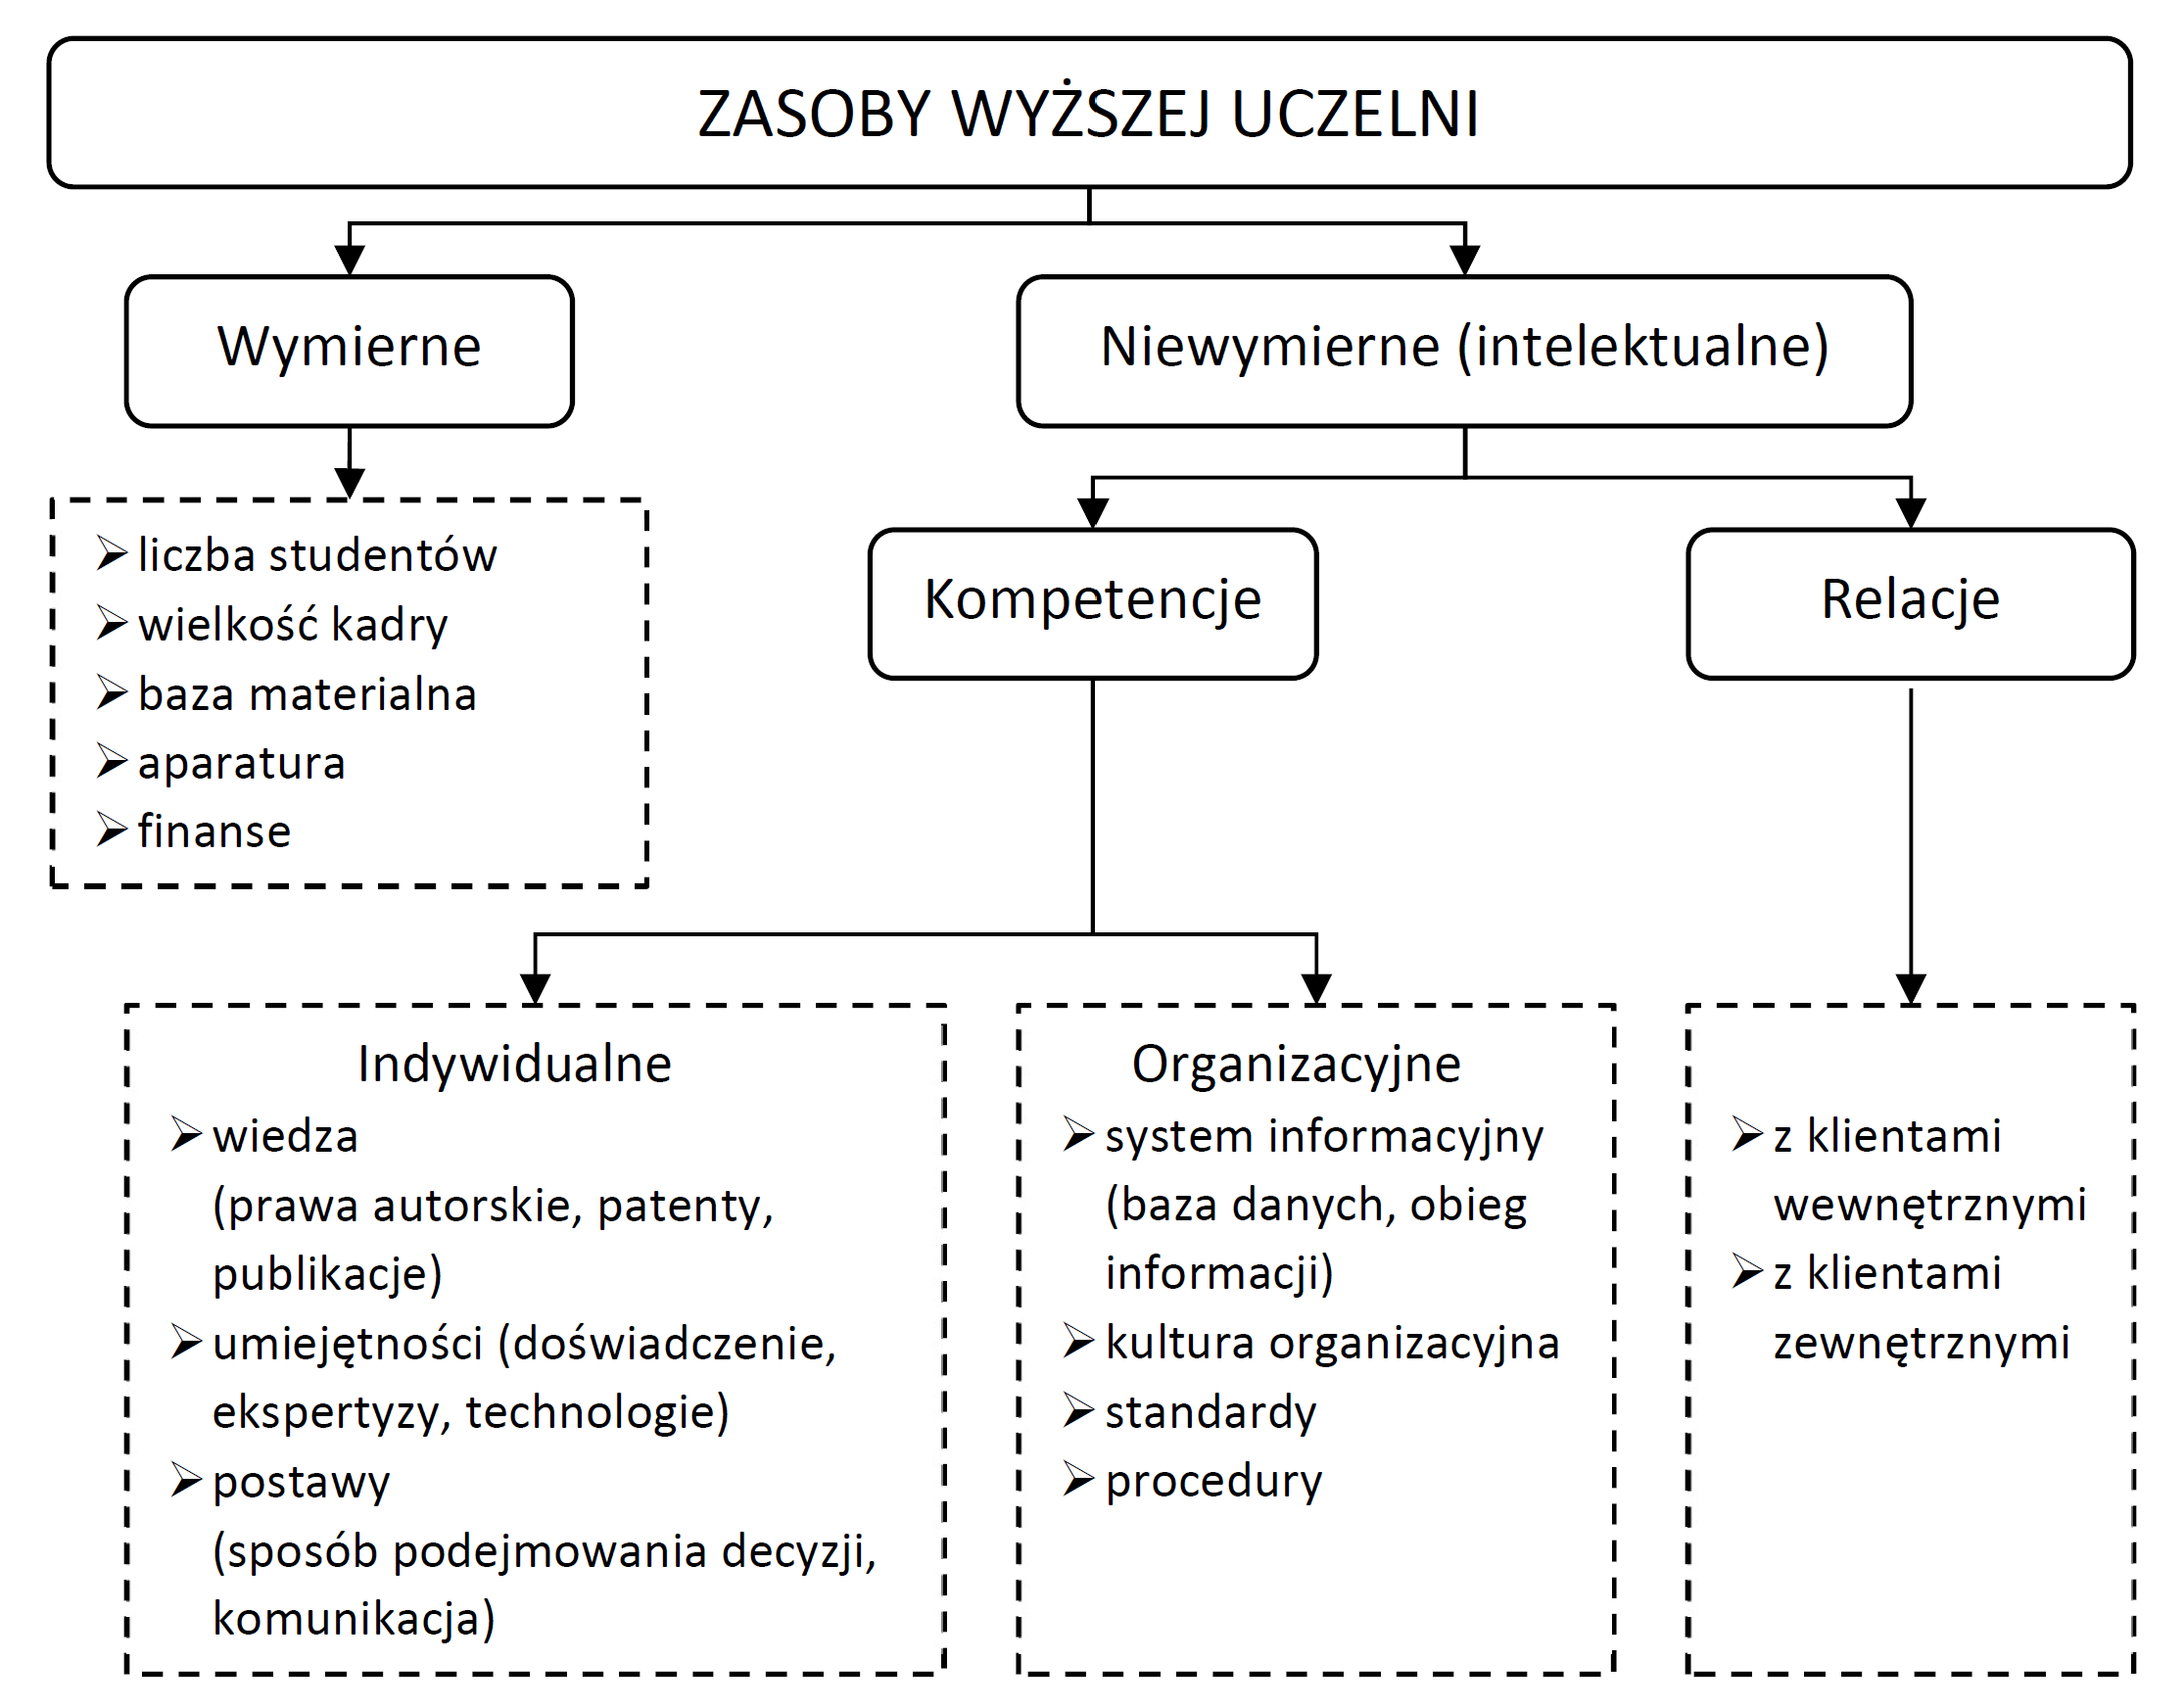 ZASOBY WYŻSZEJ UCZELNI
Wymierne
Niewymierne (intelektualne)
➢ liczba studentów
➢ wielkość kadry
➢ baza materialna
➢ aparatura
➢ finanse
Kompetencje
Relacje
Indywidualne
➢ wiedza
(prawa autorskie, patenty,
publikacje)
➢ umiejętności (doświadczenie,
ekspertyzy, technologie)
➢ postawy
(sposób podejmowania decyzji,
komunikacja)
Organizacyjne
➢ system informacyjny
(baza danych, obieg
informacji)
➢ kultura organizacyjna
➢ standardy
➢ procedury
➢ z klientami
wewnętrznymi
➢ z klientami
zewnętrznymi